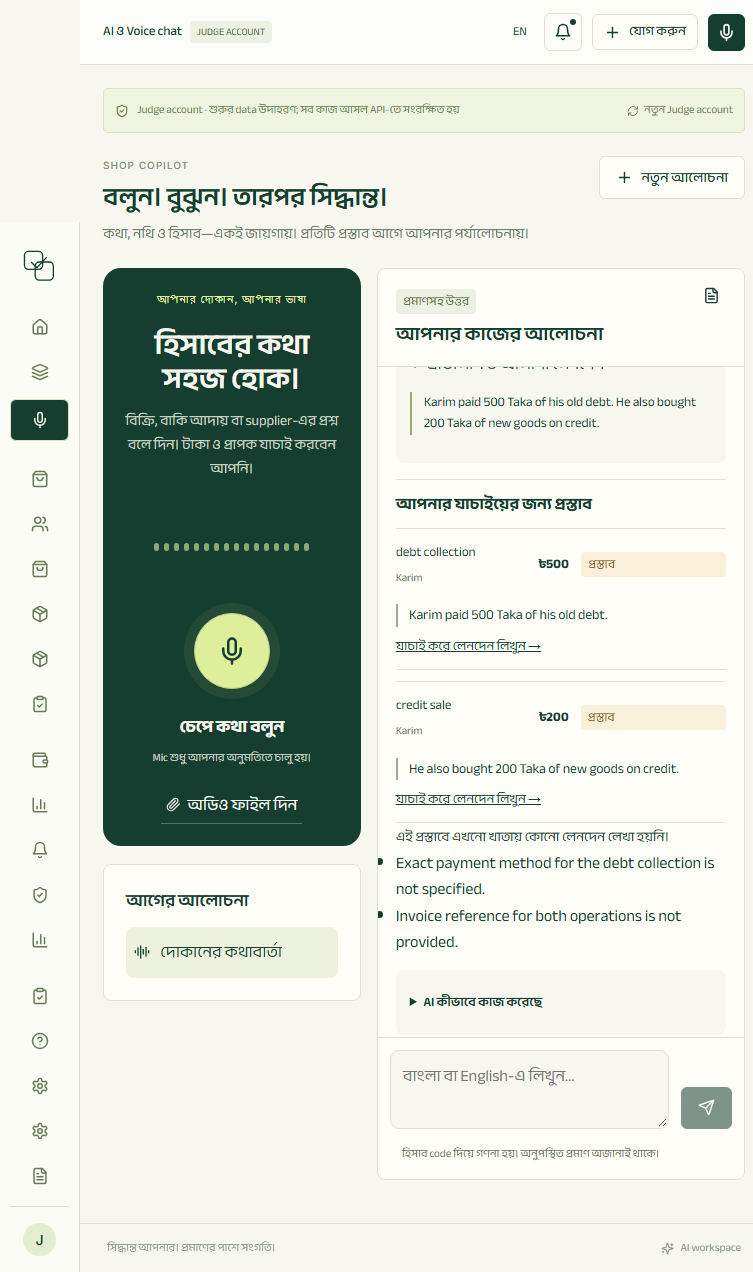 AI ও Voice chat
JUDGE ACCOUNT
EN
যোগ করুন
Judge account · শুরুর data উদাহরণ; সব কাজ আসল API-তে সংরক্ষিত হয়
নতুন Judge account
SHOP COPILOT
বলুন। বুঝুন। তারপর সিদ্ধান্ত।
নতুন আলোচনা
কথা, নথি ও হিসাব—একই জায়গায়। প্রতিটি প্রস্তাব আগে আপনার পর্যালোচনায়।
আপনার দোকান, আপনার ভাষা
হিসাবের কথা
সহজ হোক।
বিক্রি, বাকি আদায় বা supplier-এর প্রশ্ন
বলে দিন। টাকা ও প্রাপক যাচাই করবেন
আপনি।
চেপে কথা বলুন
Mic শুধু আপনার অনুমতিতে চালু হয়।
অডিও ফাইল দিন
আগের আলোচনা
দোকানের কথাবার্তা
প্রমাণসহ উত্তর
আপনার কাজের আলোচনা
Karim paid 500 Taka of his old debt. He also bought
200 Taka of new goods on credit.
আপনার যাচাইয়ের জন্য প্রস্তাব
debt collection
Karim
৳500
প্রস্তাব
Karim paid 500 Taka of his old debt.
যাচাই করে লেনদেন লিখুন →
credit sale
Karim
৳200
প্রস্তাব
He also bought 200 Taka of new goods on credit.
যাচাই করে লেনদেন লিখুন →
এই প্রস্তাবে এখনো খাতায় কোনো লেনদেন লেখা হয়নি।
Exact payment method for the debt collection is
not specified.
Invoice reference for both operations is not
provided.
AI কীভাবে কাজ করেছে
বাংলা বা English-এ লিখুন...
হিসাব code দিয়ে গণনা হয়। অনুপস্থিত প্রমাণ অজানাই থাকে।
J
সিদ্ধান্ত আপনার। প্রমাণের পাশে সংগতি।
AI workspace